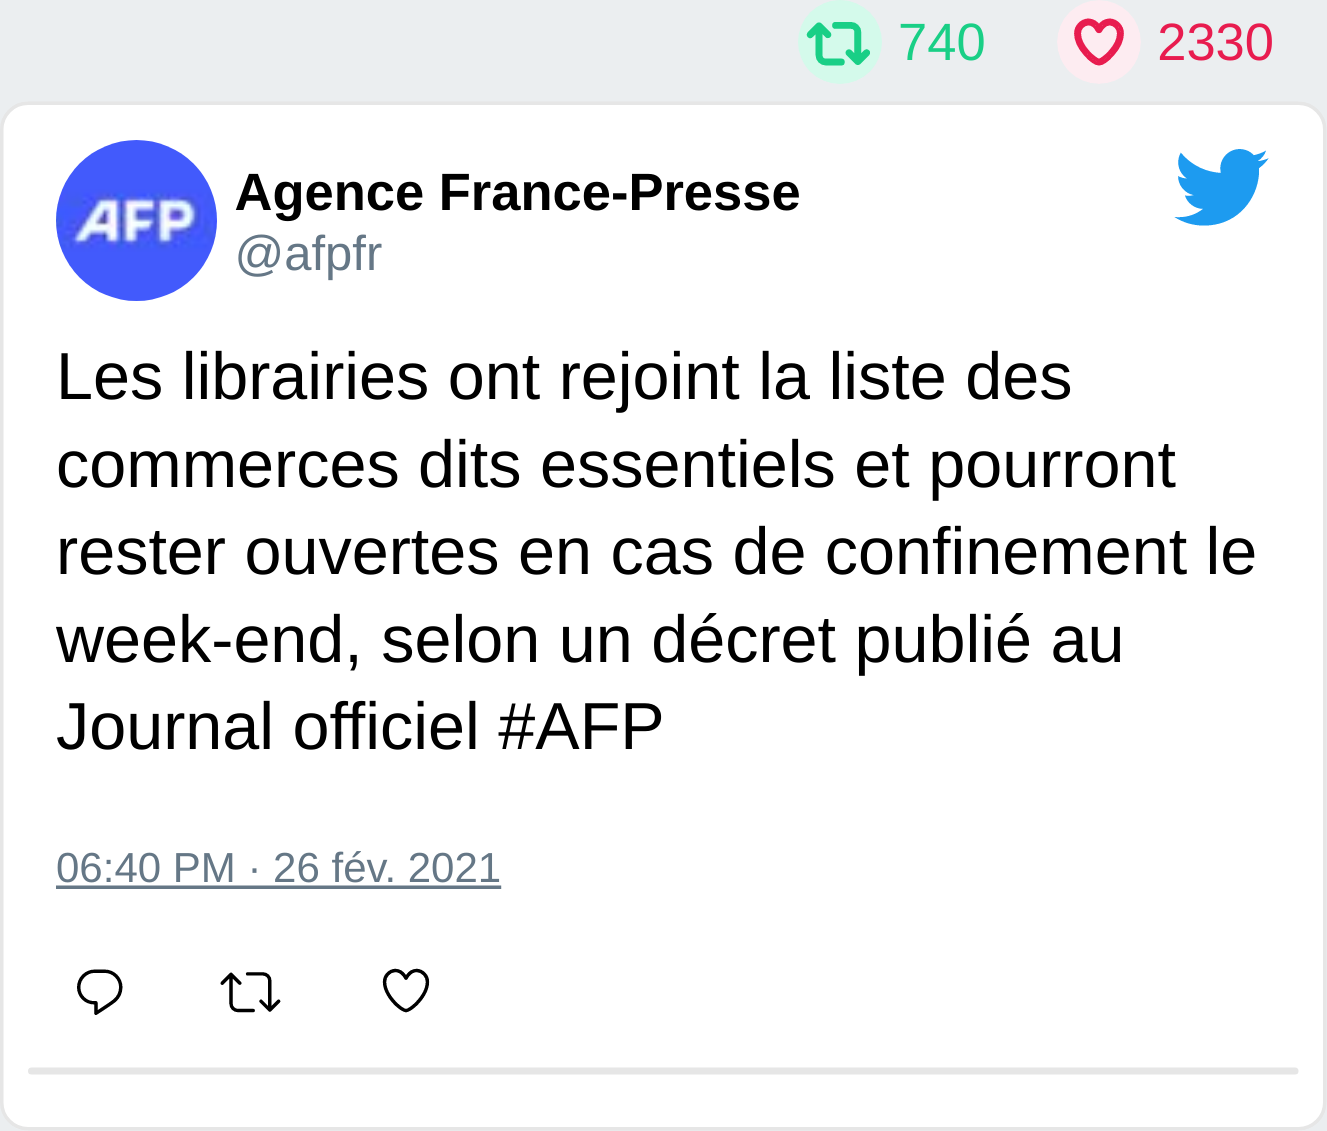 740 2330
AFP
Agence France-Presse
@afpfr
Les librairies ont rejoint la liste des
commerces dits essentiels et pourront
rester ouvertes en cas de confinement le
week-end, selon un décret publié au
Journal officiel #AFP
06:40 PM · 26 fév. 2021